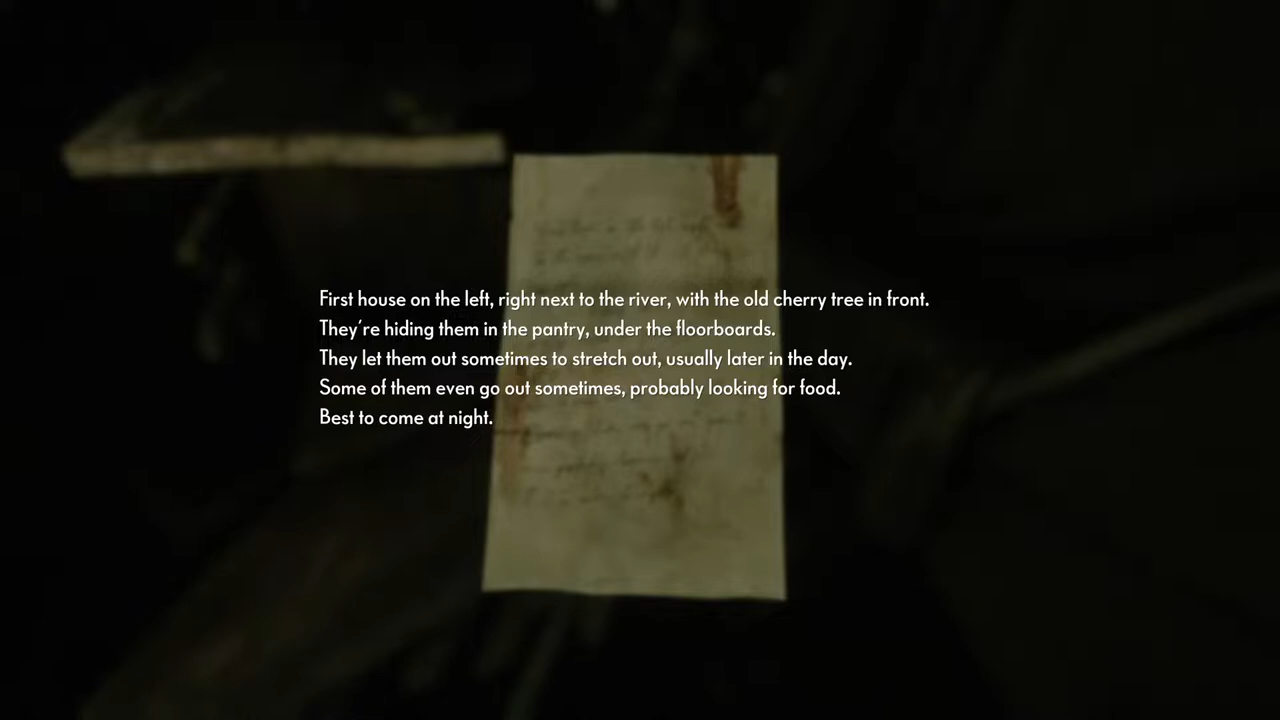 First house on the left, right next to the river, with the old cherry tree in front.
They're hiding them in the pantry, under the floorboards.
They let them out sometimes to stretch out, usually later in the day.
Some of them even go out sometimes, probably looking for food.
Best to come at night.